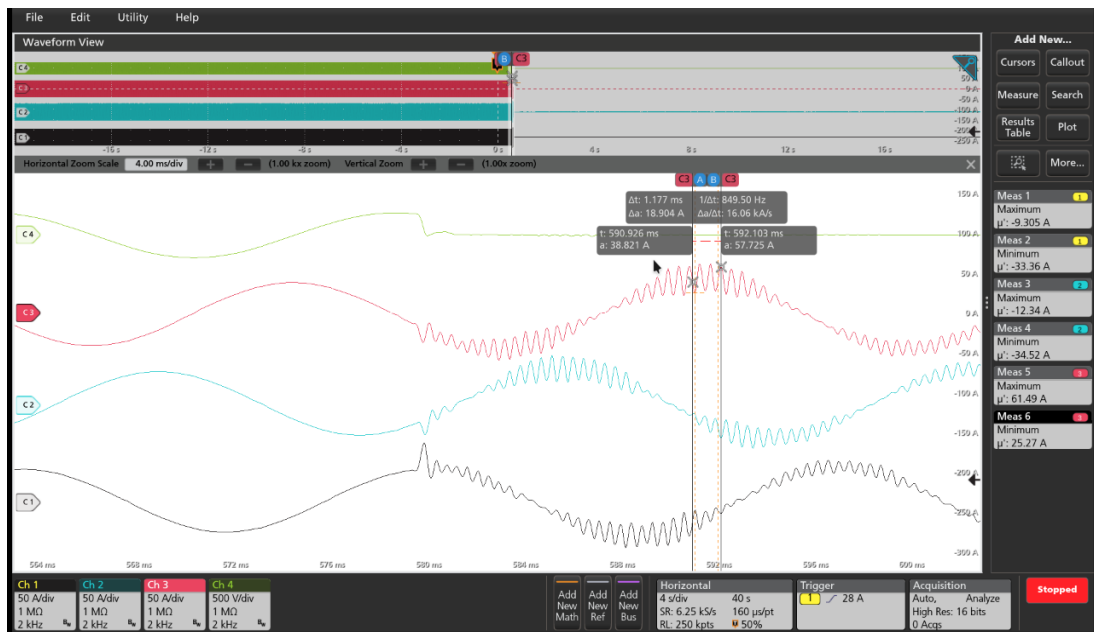 File Edit Utility Help
Waveform View
Add New...
Cursors Callout
Measure Search
Results Table Plot
More...
C4
C3
C2
C1
B C3
50 A
0 A
-50 A
-100 A
-150 A
-200 A
-250 A
-16 s -12 s -8 s -4 s 0 s 4 s 8 s 12 s 16 s
Horizontal Zoom Scale 4.00 ms/div + - (1.00 kx zoom) Vertical Zoom + - (1.00x zoom) X
C3 A B C3
Δt: 1.177 ms 1/Δt: 849.50 Hz
Δa: 18.904 A Δa/Δt: 16.06 kA/s
t: 590.926 ms t: 592.103 ms
a: 38.821 A a: 57.725 A
150 A
100 A
50 A
0 A
-50 A
-100 A
-150 A
-200 A
-250 A
-300 A
C4
C3
C2
C1
564 ms 568 ms 572 ms 576 ms 580 ms 584 ms 588 ms 592 ms 596 ms 600 ms
Meas 1 1
Maximum
µ': -9.305 A
Meas 2 1
Minimum
µ': -33.36 A
Meas 3 2
Maximum
µ': -12.34 A
Meas 4 2
Minimum
µ': -34.52 A
Meas 5 3
Maximum
µ': 61.49 A
Meas 6 3
Minimum
µ': 25.27 A
Ch 1
50 A/div
1 MΩ
2 kHz
Ch 2
50 A/div
1 MΩ
2 kHz
Ch 3
50 A/div
1 MΩ
2 kHz
Ch 4
500 V/div
1 MΩ
2 kHz
Add New Math
Add New Ref
Add New Bus
Horizontal
4 s/div 40 s
SR: 6.25 kS/s 160 µs/pt
RL: 250 kpts 50%
Trigger
1 28 A
Acquisition
Auto, Analyze
High Res: 16 bits
0 Acqs
Stopped